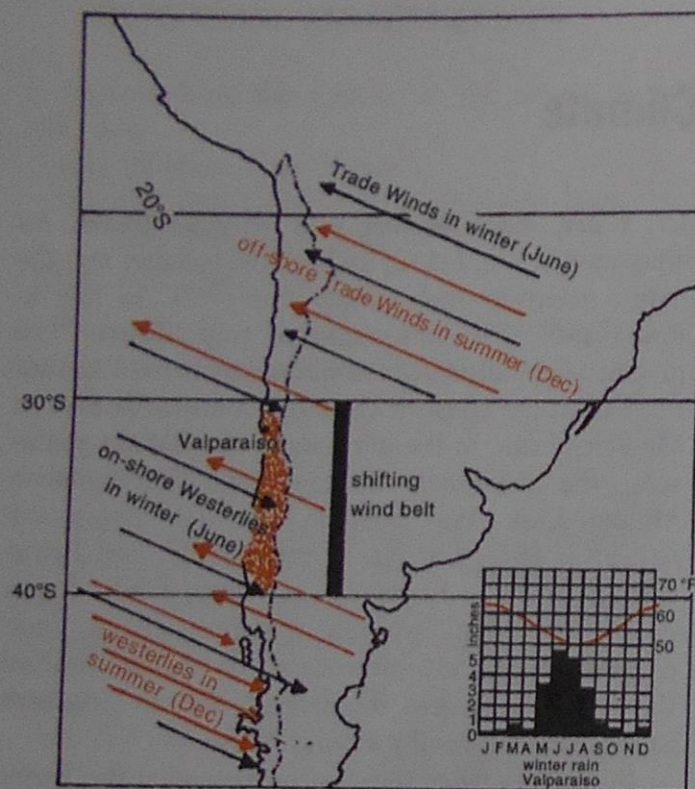 Climate
20°S
Trade Winds in winter (June)
off-shore Trade Winds in summer (Dec)
30°S
Valparaiso
on-shore Westerlies
in winter (June)
shifting
wind belt
40°S
westerlies in
summer (Dec)
inches
5
4
3
2
1
0
70 °F
60
50
J F M A M J J A S O N D
winter rain
Valparaiso